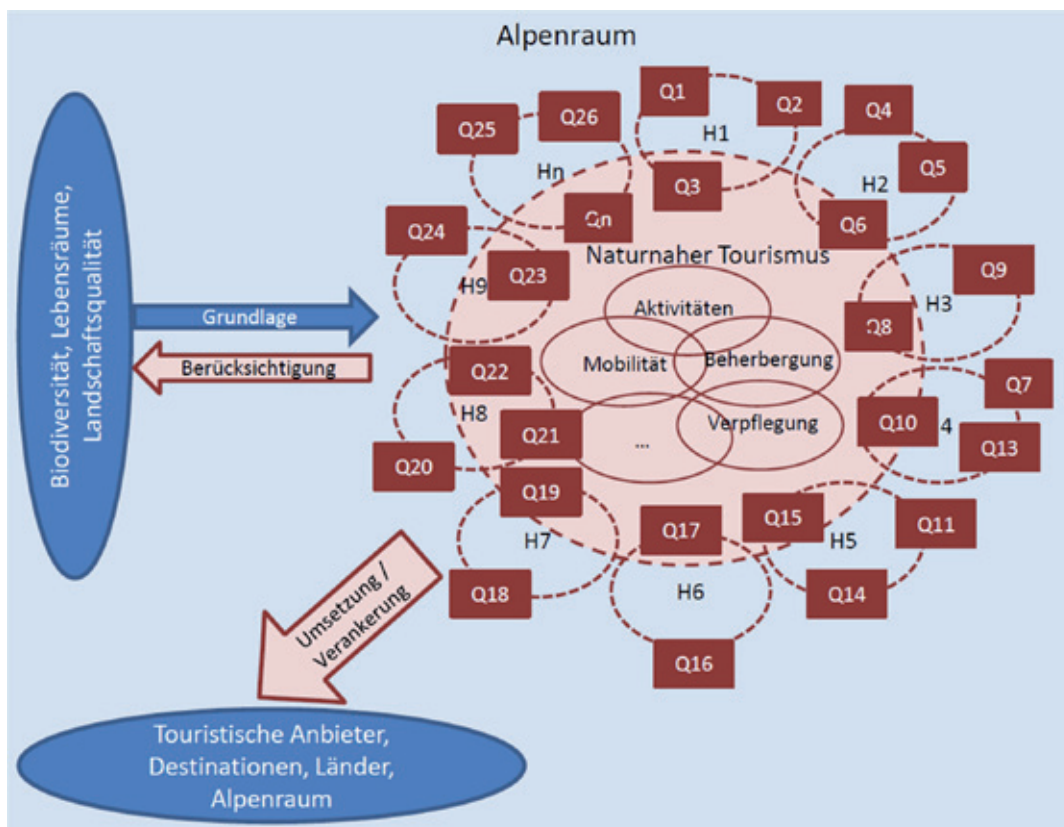 Alpenraum
Q1
Q2
Q3
H1
Q4
Q5
Q6
H2
Q25
Q26
Hn
Qn
Q24
Q23
H9
Naturnaher Tourismus
Q9
H3
Q8
Aktivitäten
Mobilität
Beherbergung
Verpflegung
...
Biodiversität, Lebensräume,
Landschaftsqualität
Grundlage
Berücksichtigung
Q22
H8
Q21
Q20
Q7
Q10
4
Q13
Q19
H7
Q18
Q17
H6
Q16
Q15
Q11
H5
Q14
Umsetzung /
Verankerung
Touristische Anbieter,
Destinationen, Länder,
Alpenraum